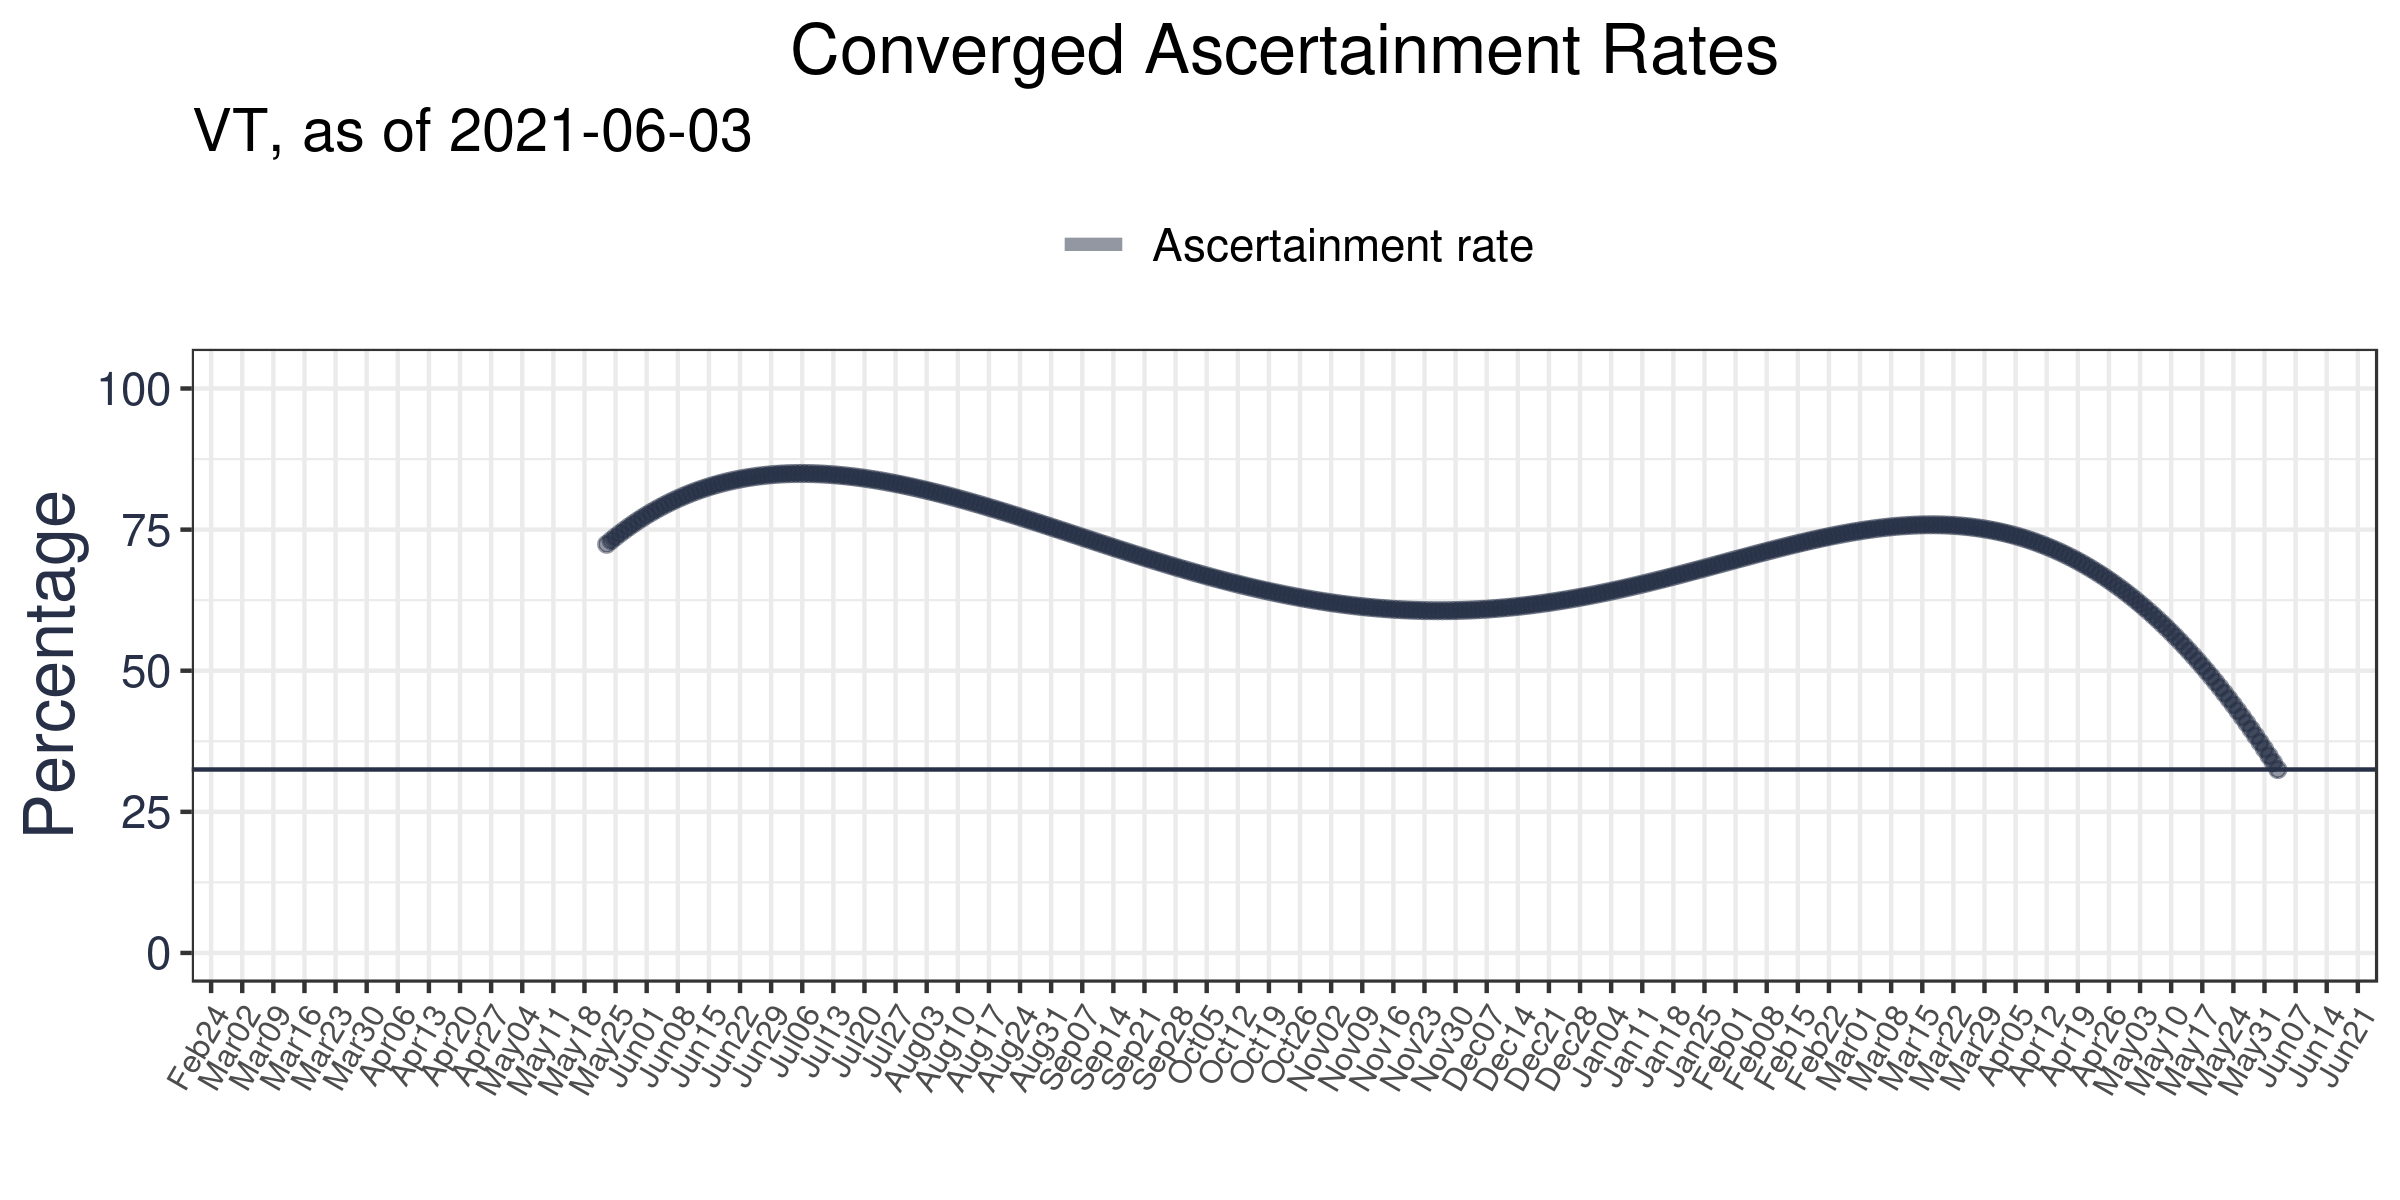 Converged Ascertainment Rates
VT, as of 2021-06-03
Ascertainment rate
Percentage
100
75
50
25
0
Feb24
Mar02
Mar09
Mar16
Mar23
Mar30
Apr06
Apr13
Apr20
Apr27
May04
May11
May18
May25
Jun01
Jun08
Jun15
Jun22
Jun29
Jul06
Jul13
Jul20
Jul27
Aug03
Aug10
Aug17
Aug24
Aug31
Sep07
Sep14
Sep21
Sep28
Oct05
Oct12
Oct19
Oct26
Nov02
Nov09
Nov16
Nov23
Nov30
Dec07
Dec14
Dec21
Dec28
Jan04
Jan11
Jan18
Jan25
Feb01
Feb08
Feb15
Feb22
Mar01
Mar08
Mar15
Mar22
Mar29
Apr05
Apr12
Apr19
Apr26
May03
May10
May17
May24
May31
Jun07
Jun14
Jun21